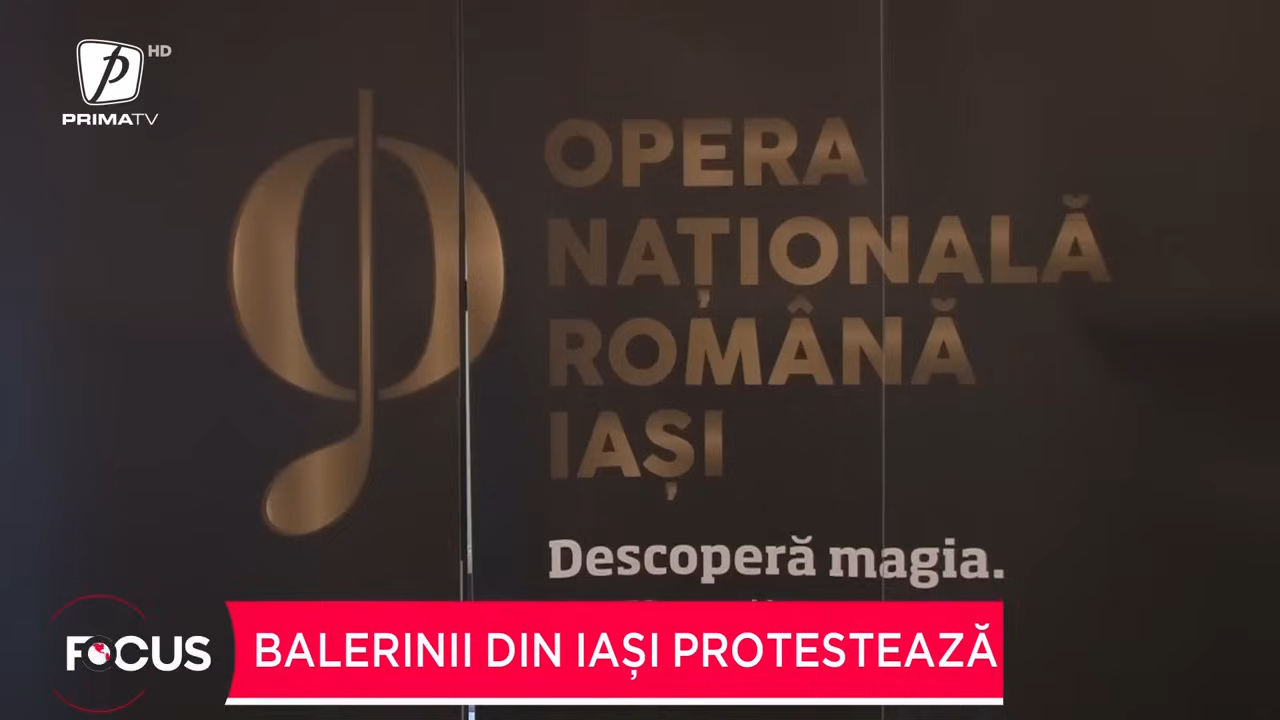 HD
PRIMATV
OPERA
NAȚIONALĂ
ROMÂNĂ
IAȘI
Descoperă magia.
FOCUS
BALERINII DIN IAȘI PROTESTEAZĂ